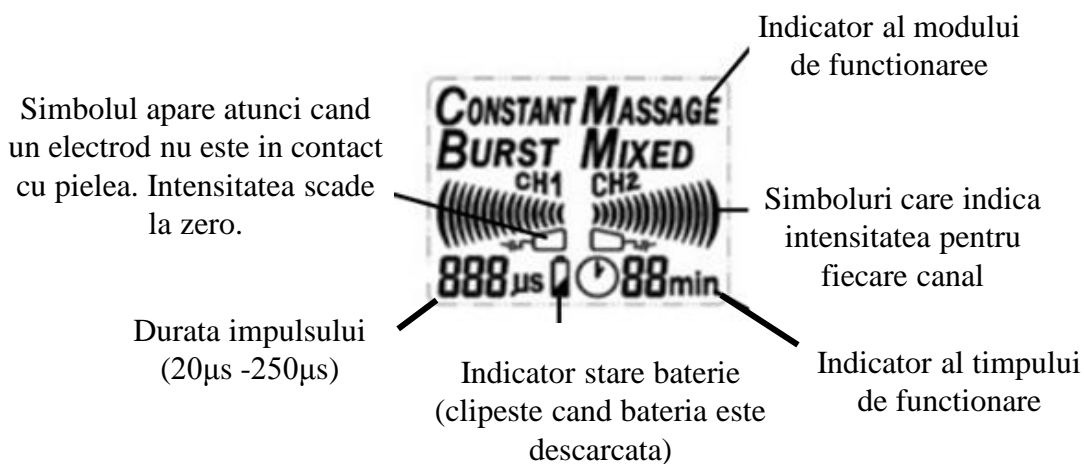 Indicator al modului
de functionaree
Simbolul apare atunci cand
un electrod nu este in contact
cu pielea. Intensitatea scade
la zero.
CONSTANT MASSAGE
BURST MIXED
CH1 CH2
Simboluri care indica
intensitatea pentru
fiecare canal
888 µs 88 min
Durata impulsului
(20µs -250µs)
Indicator stare baterie
(clipeste cand bateria este
descarcata)
Indicator al timpului
de functionare